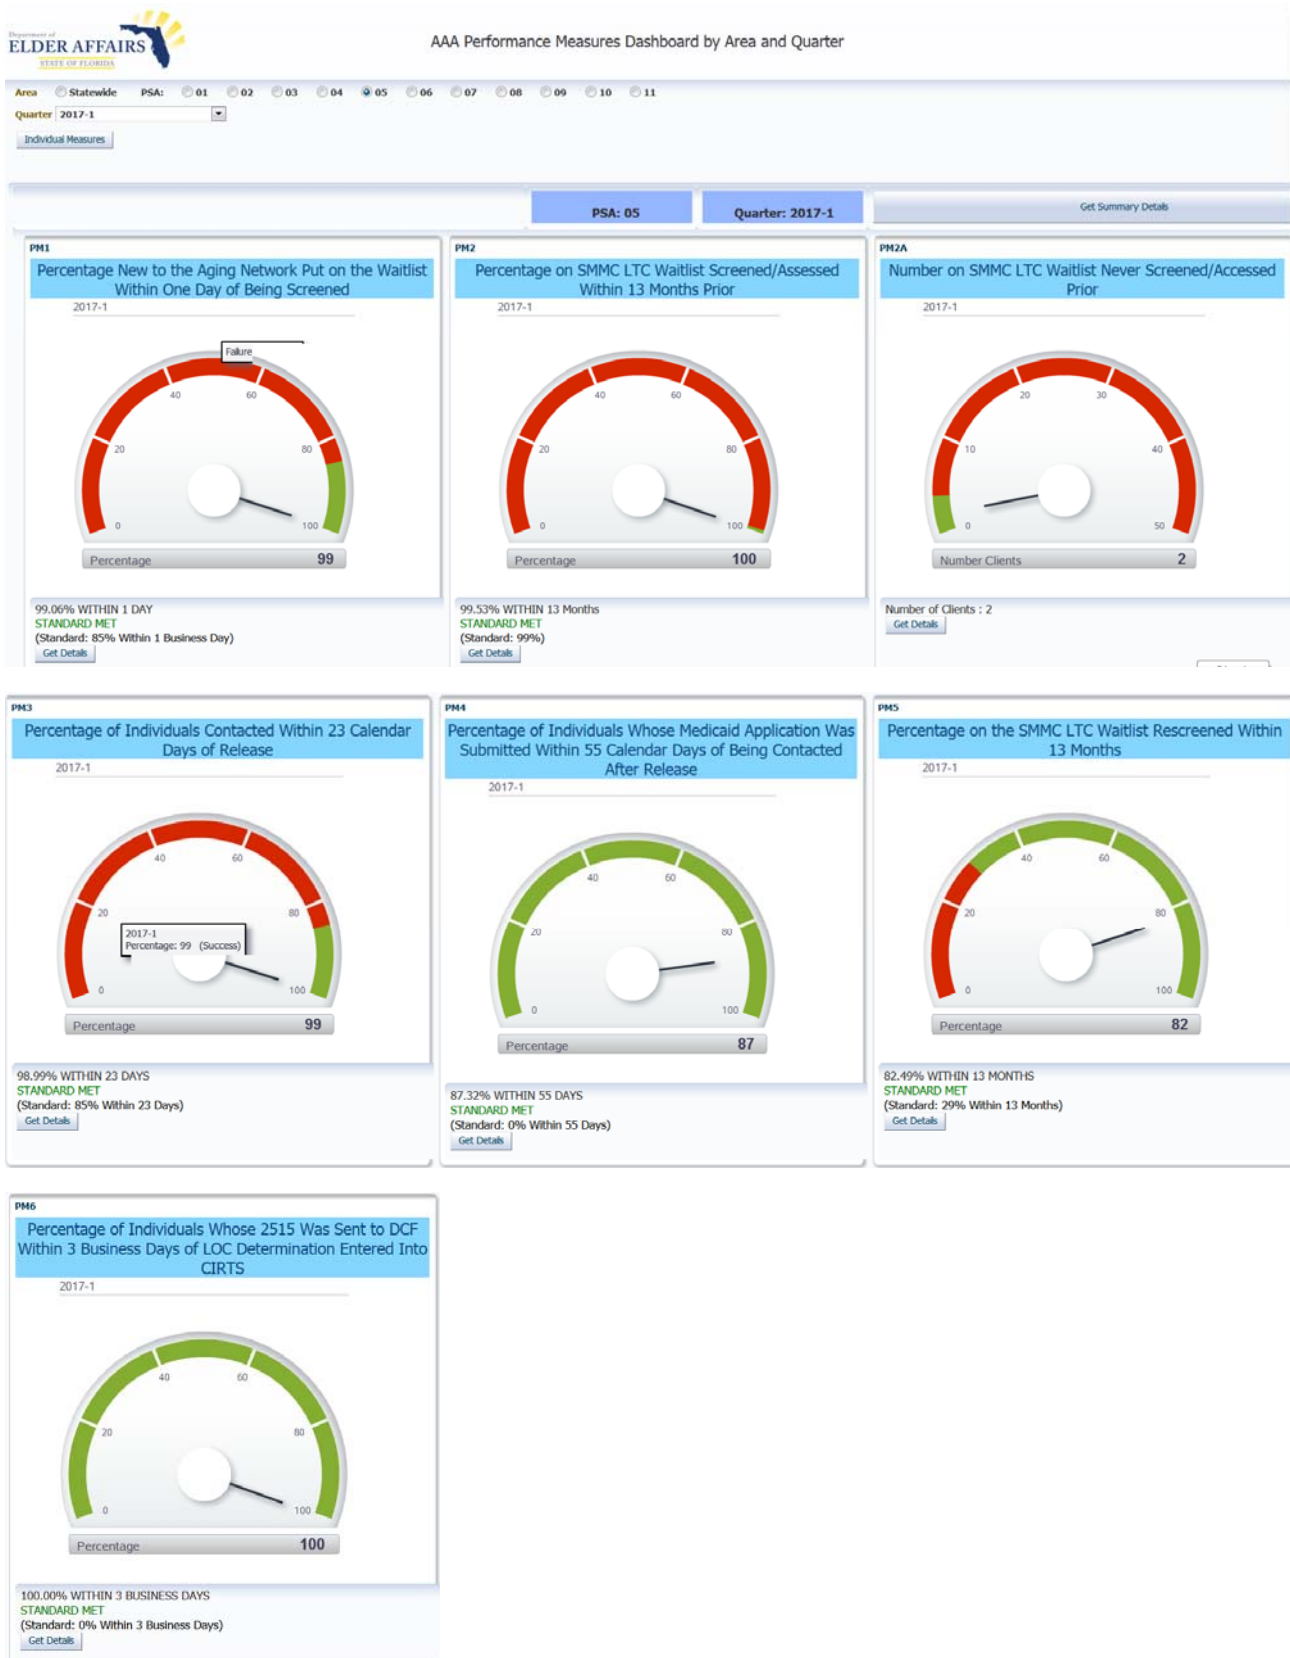 Department of
ELDER AFFAIRS
STATE OF FLORIDA
AAA Performance Measures Dashboard by Area and Quarter
Area Statewide PSA: 01 02 03 04 05 06 07 08 09 10 11
Quarter 2017-1
Individual Measures
PSA: 05 Quarter: 2017-1 Get Summary Details
PM1
Percentage New to the Aging Network Put on the Waitlist
Within One Day of Being Screened
2017-1
Failure
0 20 40 60 80 100
Percentage 99
99.06% WITHIN 1 DAY
STANDARD MET
(Standard: 85% Within 1 Business Day)
Get Details
PM2
Percentage on SMMC LTC Waitlist Screened/Assessed
Within 13 Months Prior
2017-1
0 20 40 60 80 100
Percentage 100
99.53% WITHIN 13 Months
STANDARD MET
(Standard: 99%)
Get Details
PM2A
Number on SMMC LTC Waitlist Never Screened/Accessed
Prior
2017-1
0 10 20 30 40 50
Number Clients 2
Number of Clients : 2
Get Details
PM3
Percentage of Individuals Contacted Within 23 Calendar
Days of Release
2017-1
0 20 40 60 80 100
2017-1
Percentage: 99 (Success)
Percentage 99
98.99% WITHIN 23 DAYS
STANDARD MET
(Standard: 85% Within 23 Days)
Get Details
PM4
Percentage of Individuals Whose Medicaid Application Was
Submitted Within 55 Calendar Days of Being Contacted
After Release
2017-1
0 20 40 60 80 100
Percentage 87
87.32% WITHIN 55 DAYS
STANDARD MET
(Standard: 0% Within 55 Days)
Get Details
PM5
Percentage on the SMMC LTC Waitlist Rescreened Within
13 Months
2017-1
0 20 40 60 80 100
Percentage 82
82.49% WITHIN 13 MONTHS
STANDARD MET
(Standard: 29% Within 13 Months)
Get Details
PM6
Percentage of Individuals Whose 2515 Was Sent to DCF
Within 3 Business Days of LOC Determination Entered Into
CIRTS
2017-1
0 20 40 60 80 100
Percentage 100
100.00% WITHIN 3 BUSINESS DAYS
STANDARD MET
(Standard: 0% Within 3 Business Days)
Get Details